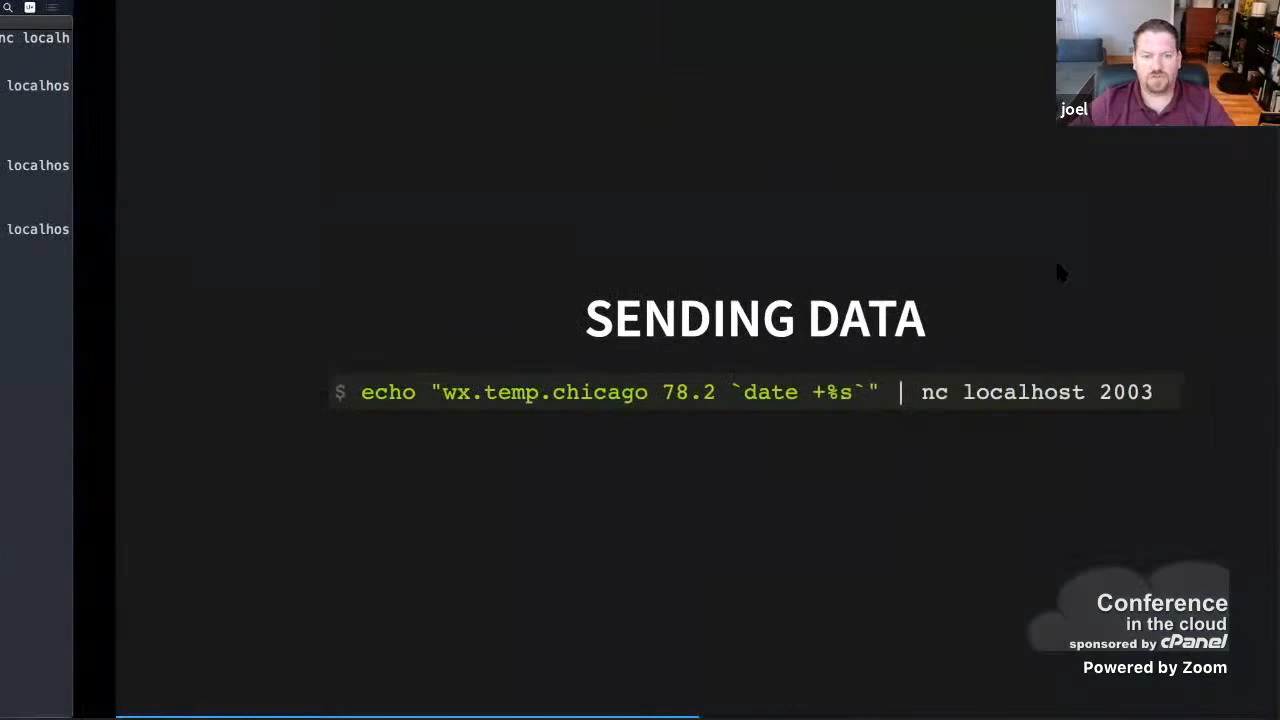 nc localh
localhos
localhos
localhos
joel
SENDING DATA
$ echo "wx.temp.chicago 78.2 `date +%s`" | nc localhost 2003
Conference
in the cloud
sponsored by cPanel
Powered by Zoom